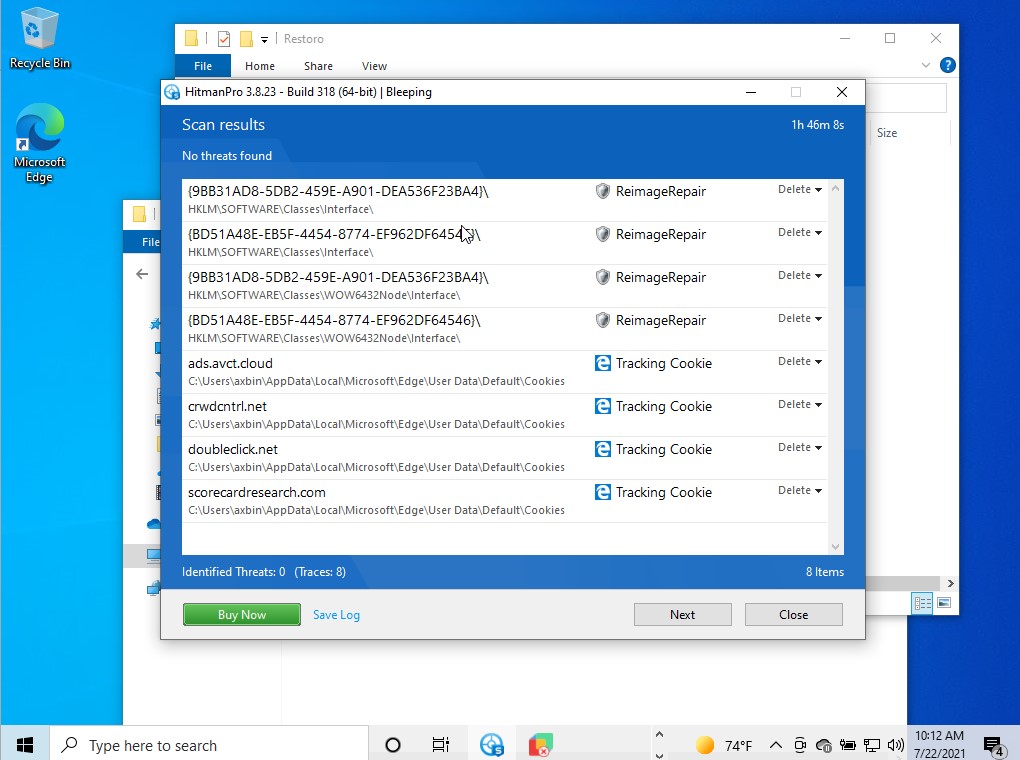 Recycle Bin
Microsoft
Edge
Restoro
File
Home
Share
View
Size
File
HitmanPro 3.8.23 - Build 318 (64-bit) | Bleeping
Scan results
1h 46m 8s
No threats found
{9BB31AD8-5DB2-459E-A901-DEA536F23BA4}\
ReimageRepair
Delete
HKLM\SOFTWARE\Classes\Interface\
{BD51A48E-EB5F-4454-8774-EF962DF64546}\
ReimageRepair
Delete
HKLM\SOFTWARE\Classes\Interface\
{9BB31AD8-5DB2-459E-A901-DEA536F23BA4}\
ReimageRepair
Delete
HKLM\SOFTWARE\Classes\WOW6432Node\Interface\
{BD51A48E-EB5F-4454-8774-EF962DF64546}\
ReimageRepair
Delete
HKLM\SOFTWARE\Classes\WOW6432Node\Interface\
ads.avct.cloud
Tracking Cookie
Delete
C:\Users\axbin\AppData\Local\Microsoft\Edge\User Data\Default\Cookies
crwdcntrl.net
Tracking Cookie
Delete
C:\Users\axbin\AppData\Local\Microsoft\Edge\User Data\Default\Cookies
doubleclick.net
Tracking Cookie
Delete
C:\Users\axbin\AppData\Local\Microsoft\Edge\User Data\Default\Cookies
scorecardresearch.com
Tracking Cookie
Delete
C:\Users\axbin\AppData\Local\Microsoft\Edge\User Data\Default\Cookies
Identified Threats: 0 (Traces: 8)
8 Items
Buy Now
Save Log
Next
Close
Type here to search
74°F
10:12 AM
7/22/2021
4